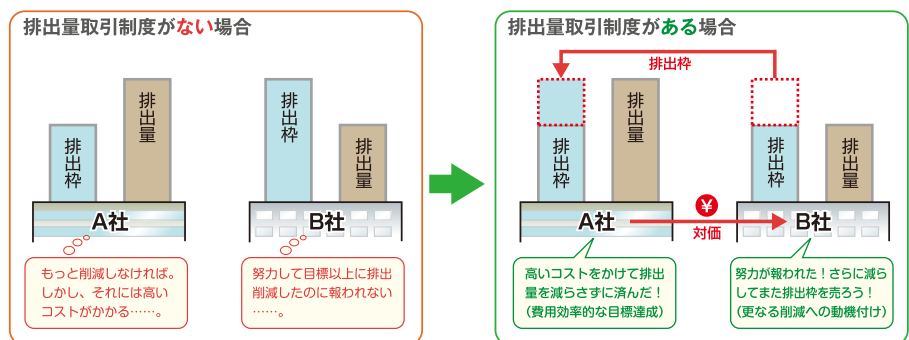 排出量取引制度がない場合
排出枠
排出量
排出枠
排出量
A社
B社
もっと削減しなければ。
しかし、それには高い
コストがかかる……。
努力して目標以上に排出
削減したのに報われない
……。
排出量取引制度がある場合
排出枠
排出枠
排出量
排出枠
排出量
A社
¥
対価
B社
高いコストをかけて排出
量を減らさずに済んだ！
（費用効率的な目標達成）
努力が報われた！さらに減ら
してまた排出枠を売ろう！
（更なる削減への動機付け）